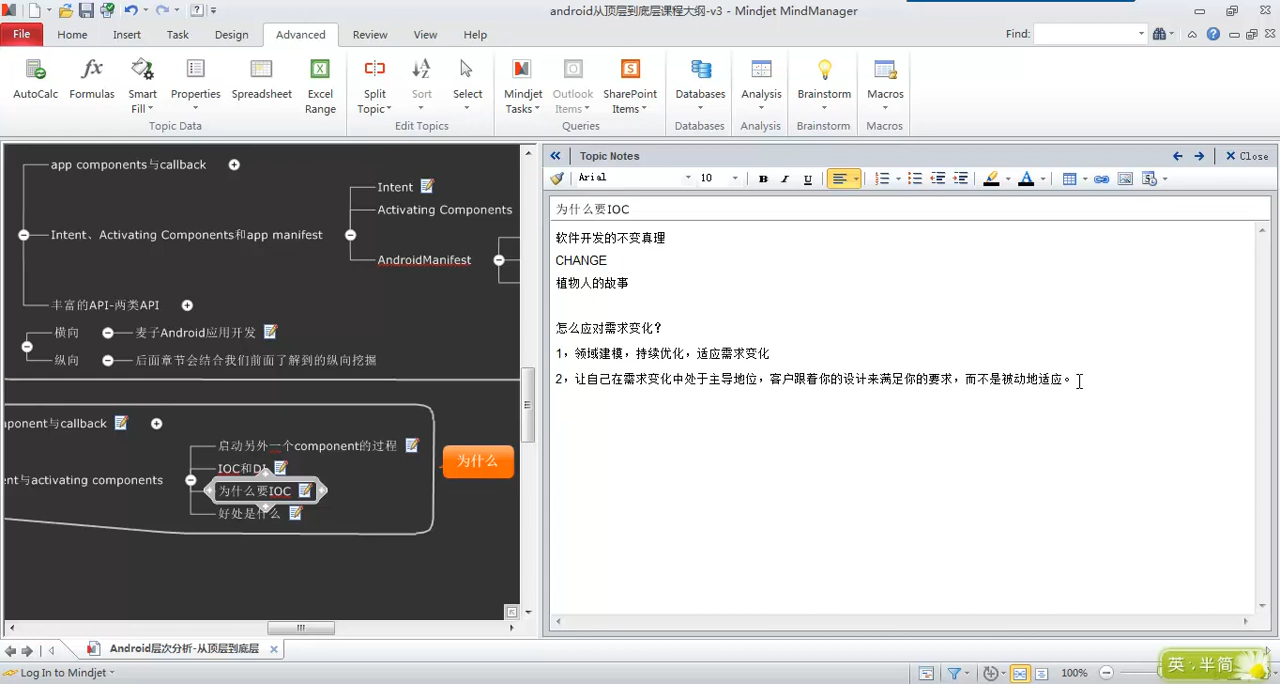 android从顶层到底层课程大纲-v3 - Mindjet MindManager
File Home Insert Task Design Advanced Review View Help Find:
AutoCalc Formulas Smart Fill Properties Spreadsheet Excel Range Split Topic Sort Select Mindjet Tasks Outlook Items SharePoint Items Databases Analysis Brainstorm Macros
Topic Data Edit Topics Queries Databases Analysis Brainstorm Macros
app components与callback
Intent
Activating Components
Intent、Activating Components和app manifest
AndroidManifest
丰富的API-两类API
横向 麦子Android应用开发
纵向 后面章节会结合我们前面了解到的纵向挖掘
ponent与callback
启动另外一个component的过程
为什么
IOC和DI
nt与activating components
为什么要IOC
好处是什么
Topic Notes Close
Arial 10 B I U
为什么要IOC
软件开发的不变真理
CHANGE
植物人的故事
怎么应对需求变化？
1，领域建模，持续优化，适应需求变化
2，让自己在需求变化中处于主导地位，客户跟着你的设计来满足你的要求，而不是被动地适应。
Android层次分析-从顶层到底层
Log In to Mindjet 100%
英 ·, 半 简